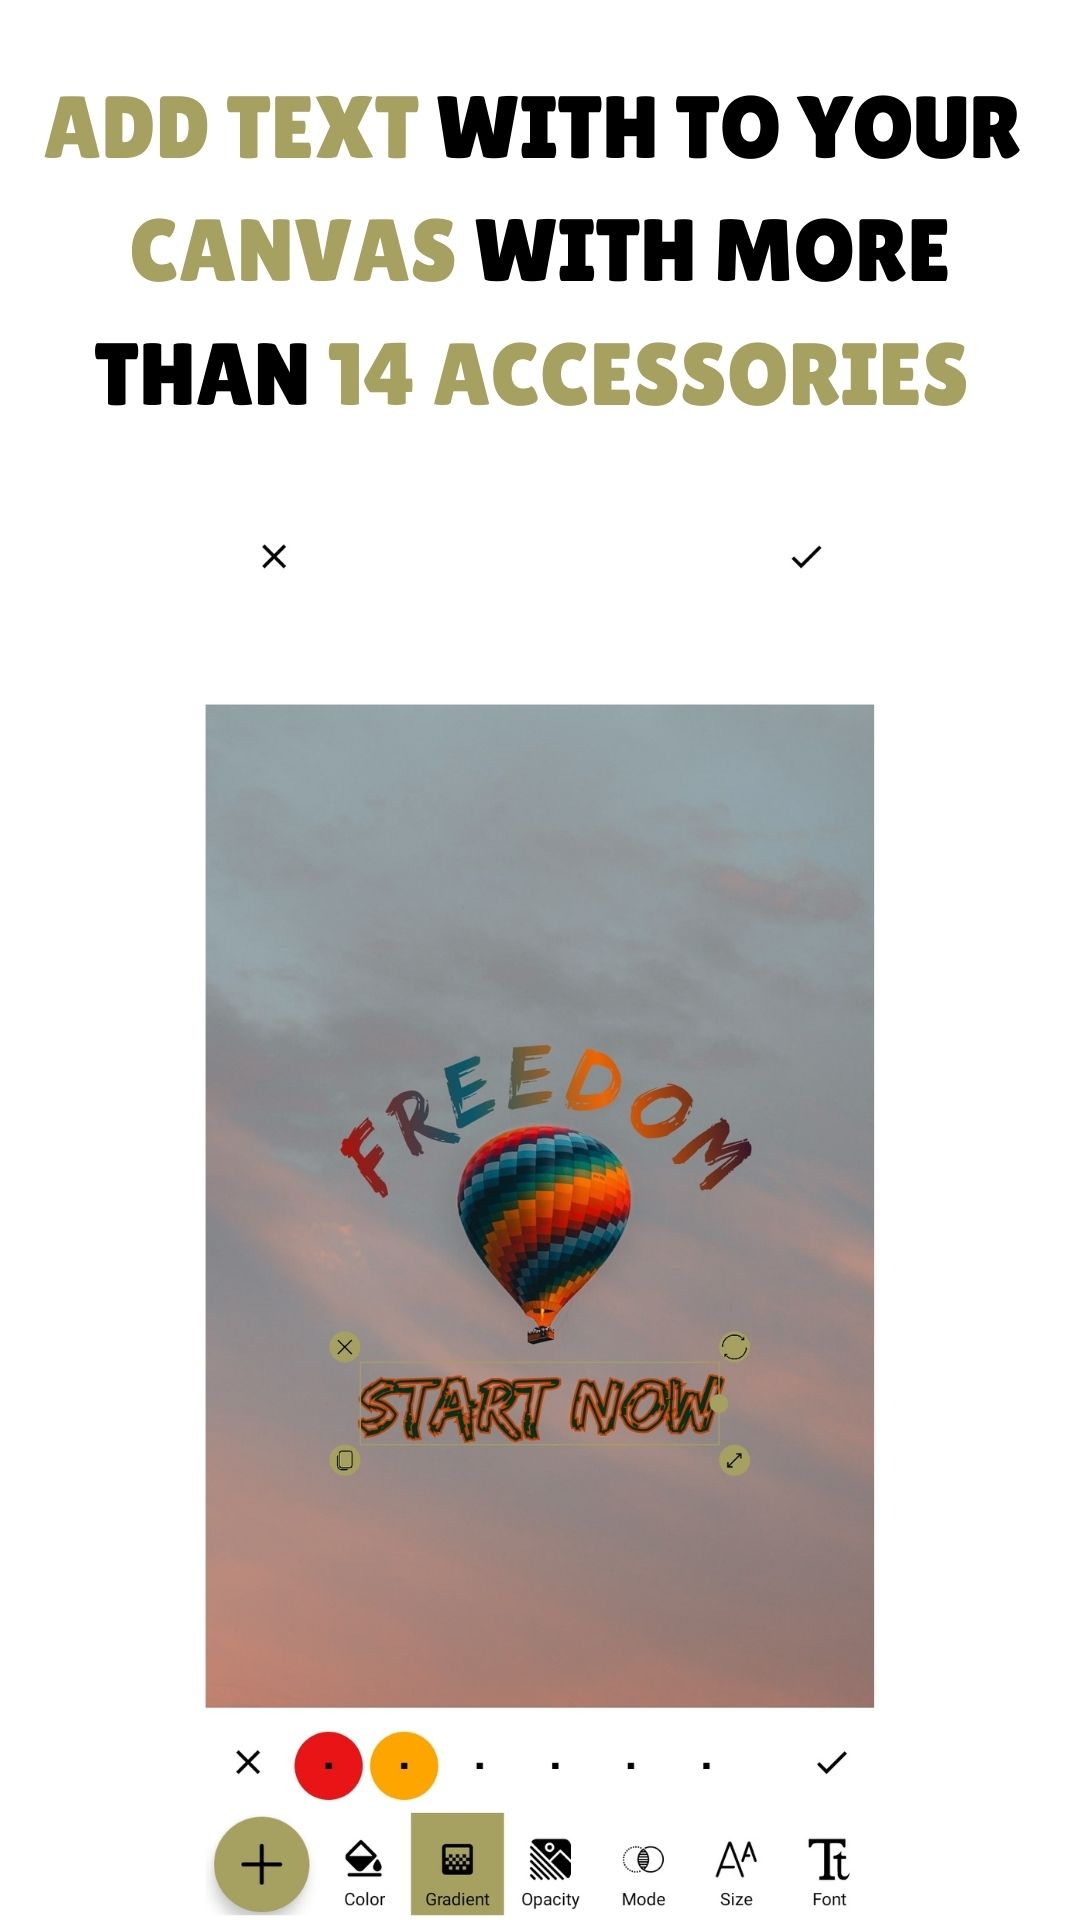 ADD TEXT WITH TO YOUR
CANVAS WITH MORE
THAN 14 ACCESSORIES
FREEDOM
START NOW
Color Gradient Opacity Mode Size Font